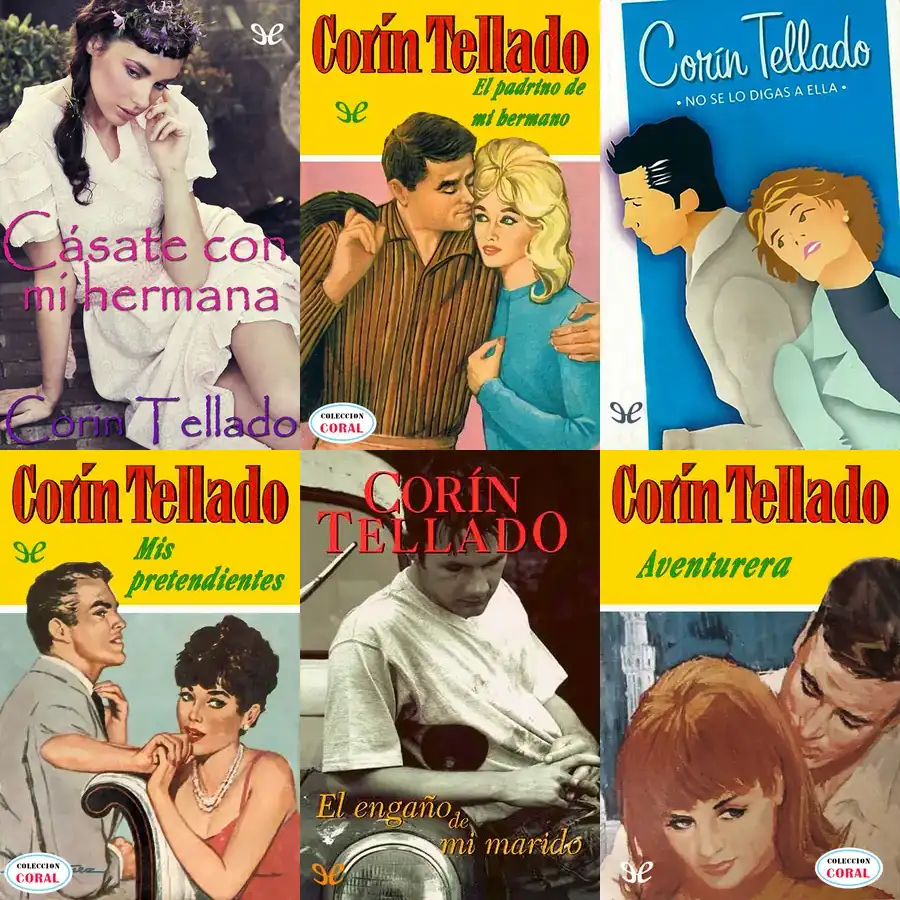 Cásate con
mi hermana
Corín Tellado
Corín Tellado
El padrino de
mi hermano
COLECCION
CORAL
Corín Tellado
• NO SE LO DIGAS A ELLA •
Corín Tellado
Mis
pretendientes
COLECCION
CORAL
CORÍN
TELLADO
El engaño
de
mi marido
Corín Tellado
Aventurera
COLECCION
CORAL